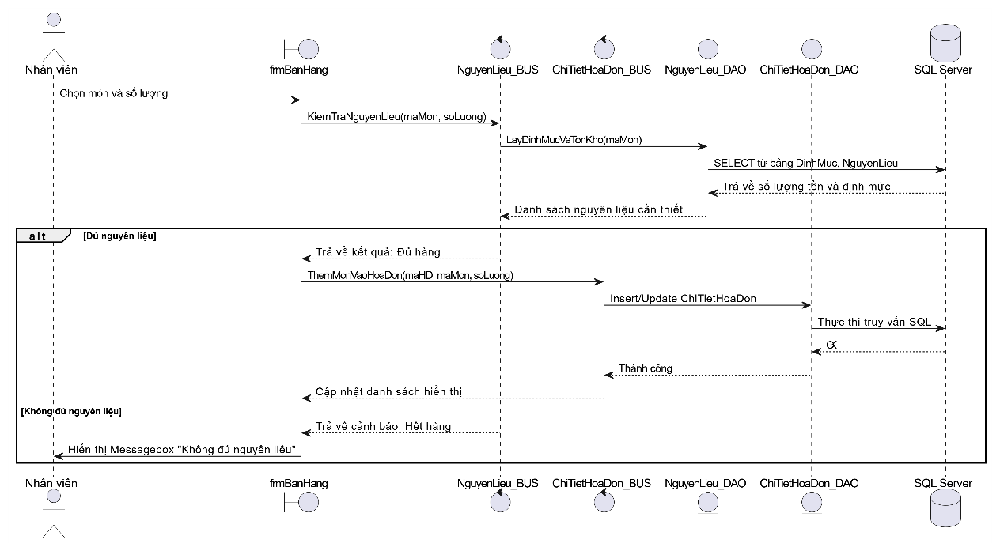 Nhân viên
frmBanHang
NguyenLieu_BUS
ChiTietHoaDon_BUS
NguyenLieu_DAO
ChiTietHoaDon_DAO
SQL Server
Chọn món và số lượng
KiemTraNguyenLieu(maMon, soLuong)
LayDinhMucVaTonKho(maMon)
SELECT từ bảng DinhMuc, NguyenLieu
Trả về số lượng tồn và định mức
Danh sách nguyên liệu cần thiết
alt
[Đủ nguyên liệu]
Trả về kết quả: Đủ hàng
ThemMonVaoHoaDon(maHD, maMon, soLuong)
Insert/Update ChiTietHoaDon
Thực thi truy vấn SQL
OK
Thành công
Cập nhật danh sách hiển thị
[Không đủ nguyên liệu]
Trả về cảnh báo: Hết hàng
Hiển thị Messagebox "Không đủ nguyên liệu"
Nhân viên
frmBanHang
NguyenLieu_BUS
ChiTietHoaDon_BUS
NguyenLieu_DAO
ChiTietHoaDon_DAO
SQL Server